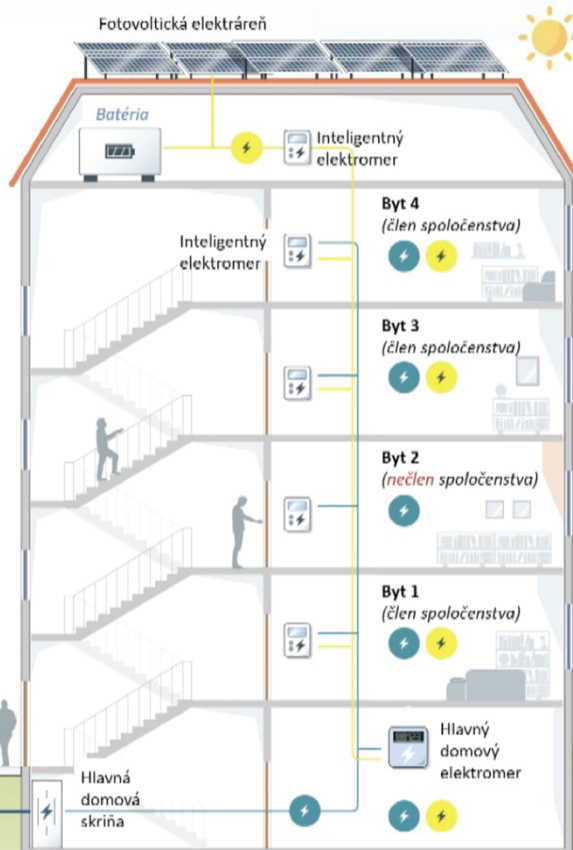 Fotovoltická elektráreň
Batéria
Inteligentný
elektromer
Byt 4
(člen spoločenstva)
Inteligentný
elektromer
Byt 3
(člen spoločenstva)
Byt 2
(nečlen spoločenstva)
Byt 1
(člen spoločenstva)
Hlavný
domový
elektromer
Hlavná
domová
skriňa